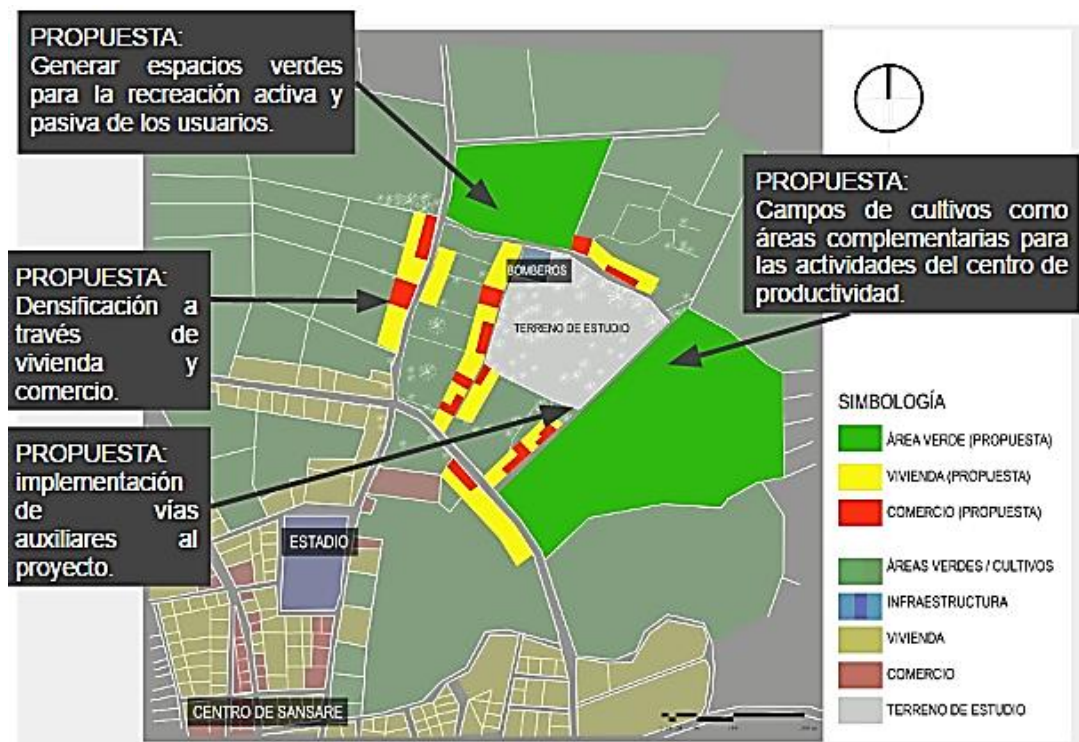 PROPUESTA:
Generar espacios verdes
para la recreación activa y
pasiva de los usuarios.
PROPUESTA:
Campos de cultivos como
áreas complementarias para
las actividades del centro de
productividad.
PROPUESTA:
Densificación a
través de
vivienda y
comercio.
PROPUESTA:
implementación
de vías
auxiliares al
proyecto.
BOMBEROS
TERRENO DE ESTUDIO
ESTADIO
CENTRO DE SANSARE
SIMBOLOGÍA
ÁREA VERDE (PROPUESTA)
VIVIENDA (PROPUESTA)
COMERCIO (PROPUESTA)
ÁREAS VERDES / CULTIVOS
INFRAESTRUCTURA
VIVIENDA
COMERCIO
TERRENO DE ESTUDIO